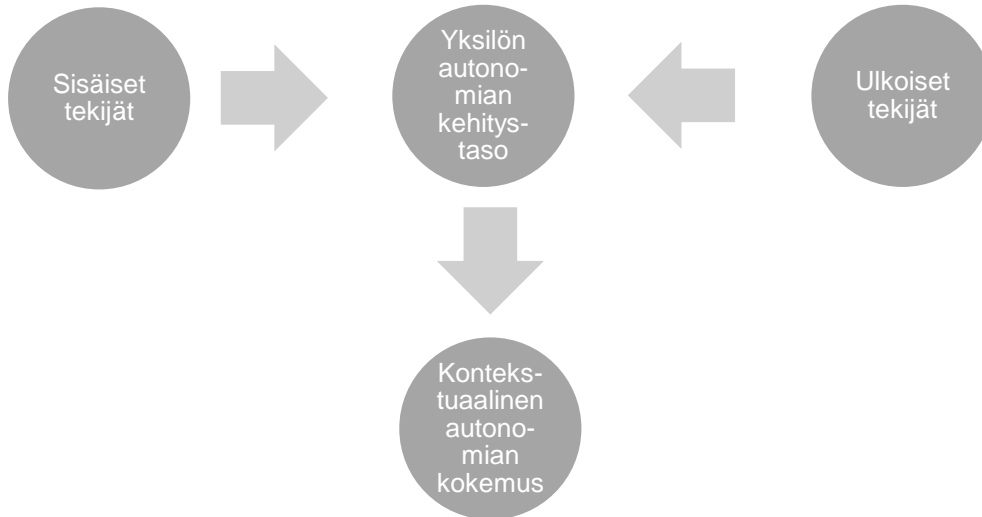 Sisäiset
tekijät
Yksilön
autono-
mian
kehitys-
taso
Ulkoiset
tekijät
Konteks-
tuaalinen
autono-
mian
kokemus